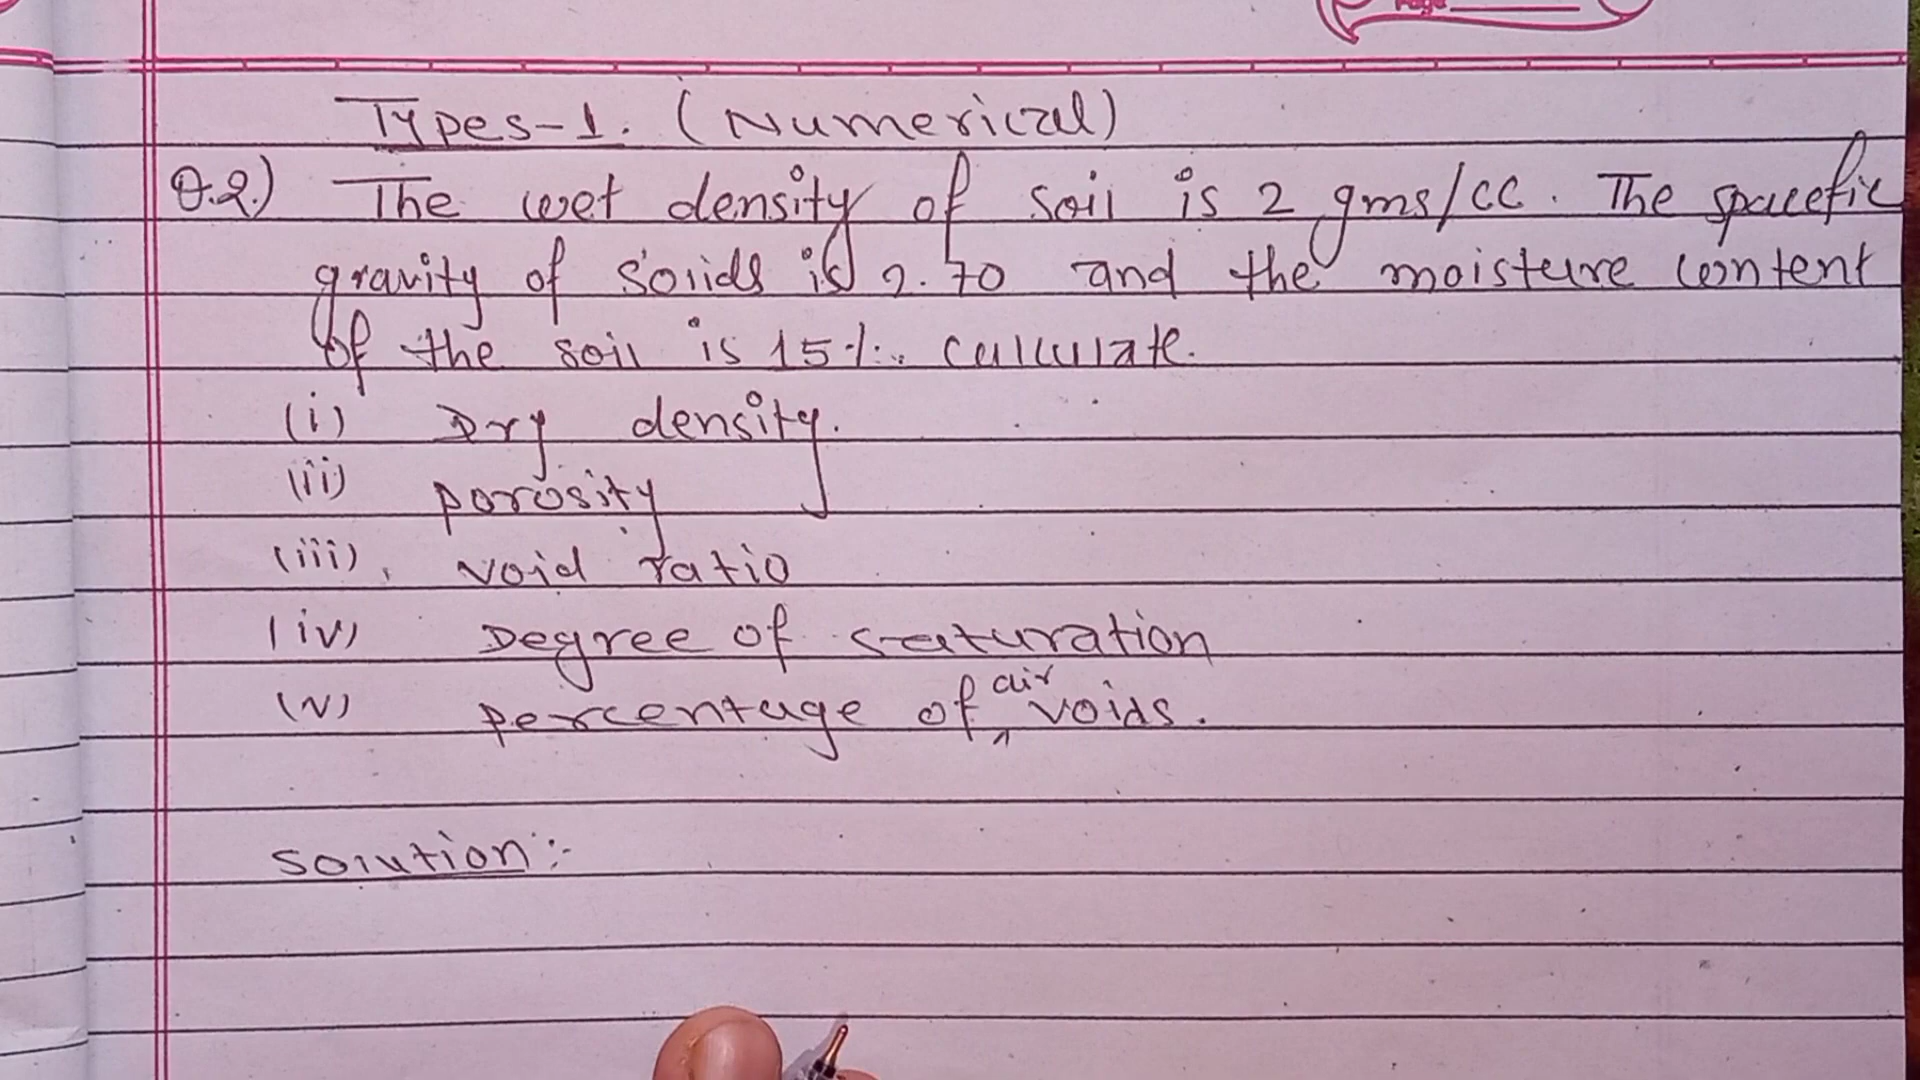 Page
Types-1. (Numerical)
Q.2.) The wet density of soil is 2 gms/cc. The spacefic
gravity of solids is 2.70 and the moisture content
of the soil is 15%. calculate.
(i) Dry density.
(ii) porosity
(iii). void ratio
(iv) Degree of saturation
(v) percentage of air voids.
Solution:-